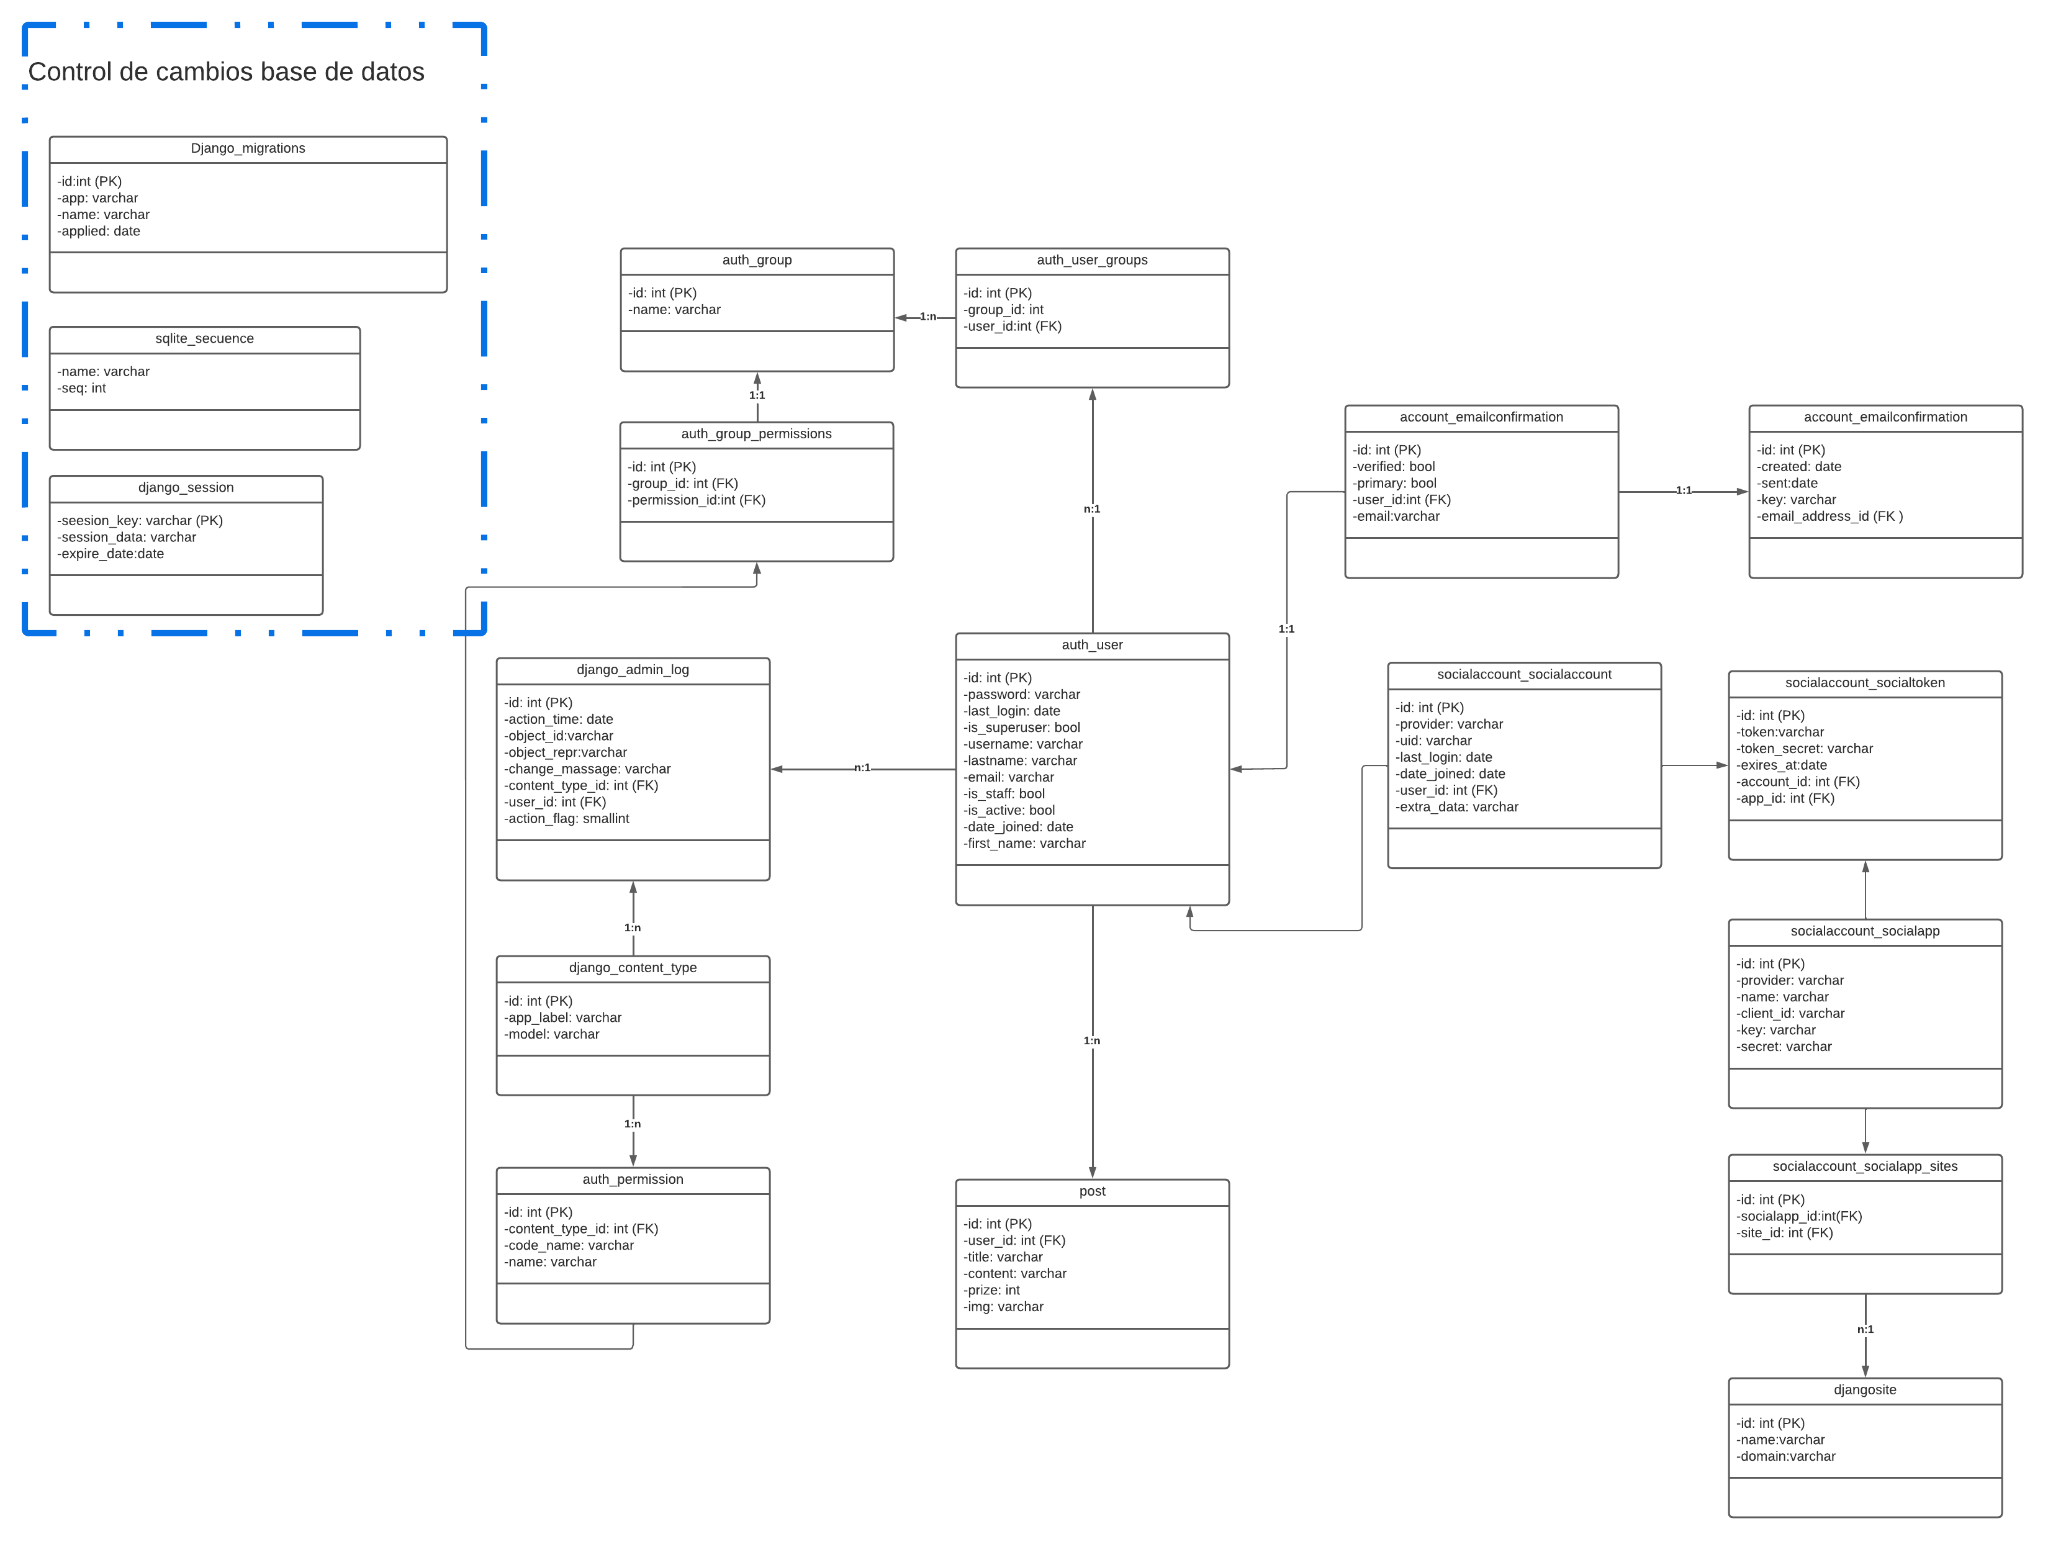 Control de cambios base de datos
Django_migrations
-id:int (PK)
-app: varchar
-name: varchar
-applied: date
sqlite_secuence
-name: varchar
-seq: int
django_session
-seesion_key: varchar (PK)
-session_data: varchar
-expire_date:date
auth_group
-id: int (PK)
-name: varchar
1:n
auth_user_groups
-id: int (PK)
-group_id: int
-user_id:int (FK)
1:1
auth_group_permissions
-id: int (PK)
-group_id: int (FK)
-permission_id:int (FK)
n:1
account_emailconfirmation
-id: int (PK)
-verified: bool
-primary: bool
-user_id:int (FK)
-email:varchar
1:1
account_emailconfirmation
-id: int (PK)
-created: date
-sent:date
-key: varchar
-email_address_id (FK )
1:1
django_admin_log
-id: int (PK)
-action_time: date
-object_id:varchar
-object_repr:varchar
-change_massage: varchar
-content_type_id: int (FK)
-user_id: int (FK)
-action_flag: smallint
n:1
auth_user
-id: int (PK)
-password: varchar
-last_login: date
-is_superuser: bool
-username: varchar
-lastname: varchar
-email: varchar
-is_staff: bool
-is_active: bool
-date_joined: date
-first_name: varchar
socialaccount_socialaccount
-id: int (PK)
-provider: varchar
-uid: varchar
-last_login: date
-date_joined: date
-user_id: int (FK)
-extra_data: varchar
socialaccount_socialtoken
-id: int (PK)
-token:varchar
-token_secret: varchar
-exires_at:date
-account_id: int (FK)
-app_id: int (FK)
1:n
django_content_type
-id: int (PK)
-app_label: varchar
-model: varchar
1:n
1:n
socialaccount_socialapp
-id: int (PK)
-provider: varchar
-name: varchar
-client_id: varchar
-key: varchar
-secret: varchar
auth_permission
-id: int (PK)
-content_type_id: int (FK)
-code_name: varchar
-name: varchar
post
-id: int (PK)
-user_id: int (FK)
-title: varchar
-content: varchar
-prize: int
-img: varchar
socialaccount_socialapp_sites
-id: int (PK)
-socialapp_id:int(FK)
-site_id: int (FK)
n:1
djangosite
-id: int (PK)
-name:varchar
-domain:varchar